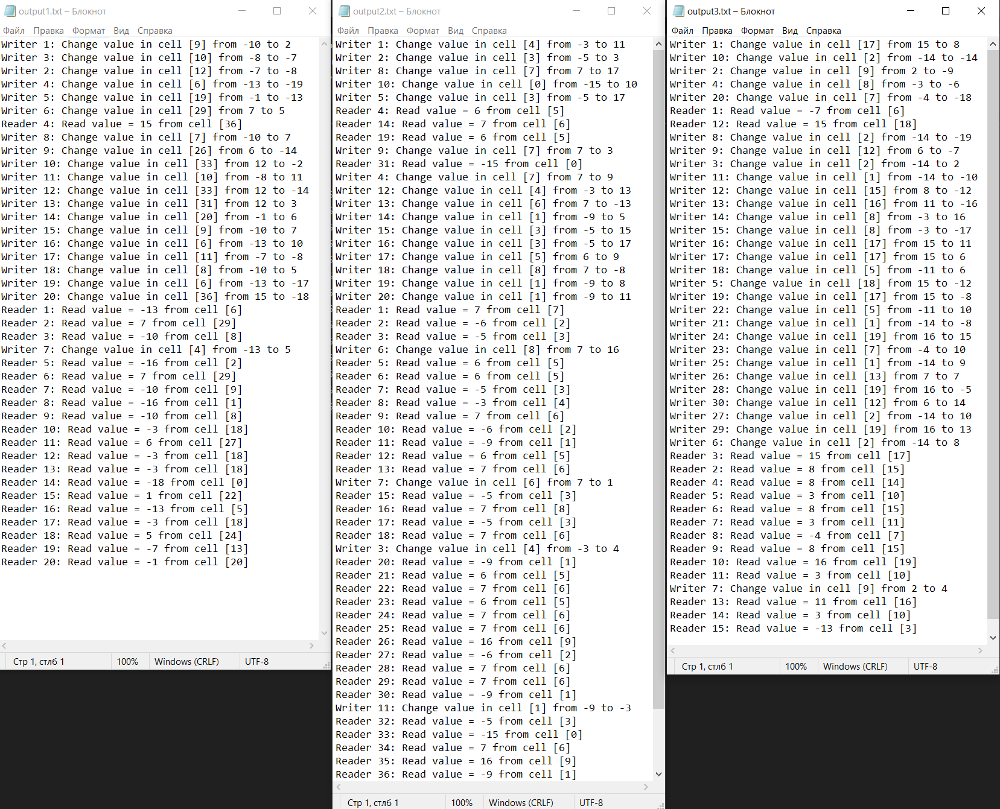 output1.txt – Блокнот
Файл Правка Формат Вид Справка
Writer 1: Change value in cell [9] from -10 to 2
Writer 3: Change value in cell [10] from -8 to -7
Writer 2: Change value in cell [12] from -7 to -8
Writer 4: Change value in cell [6] from -13 to -19
Writer 5: Change value in cell [19] from -1 to -13
Writer 6: Change value in cell [29] from 7 to 5
Reader 4: Read value = 15 from cell [36]
Writer 8: Change value in cell [7] from -10 to 7
Writer 9: Change value in cell [26] from 6 to -14
Writer 10: Change value in cell [33] from 12 to -2
Writer 11: Change value in cell [10] from -8 to 11
Writer 12: Change value in cell [33] from 12 to -14
Writer 13: Change value in cell [31] from 12 to 3
Writer 14: Change value in cell [20] from -1 to 6
Writer 15: Change value in cell [9] from -10 to 7
Writer 16: Change value in cell [6] from -13 to 10
Writer 17: Change value in cell [11] from -7 to -8
Writer 18: Change value in cell [8] from -10 to 5
Writer 19: Change value in cell [6] from -13 to -17
Writer 20: Change value in cell [36] from 15 to -18
Reader 1: Read value = -13 from cell [6]
Reader 2: Read value = 7 from cell [29]
Reader 3: Read value = -10 from cell [8]
Writer 7: Change value in cell [4] from -13 to 5
Reader 5: Read value = -16 from cell [2]
Reader 6: Read value = 7 from cell [29]
Reader 7: Read value = -10 from cell [9]
Reader 8: Read value = -16 from cell [1]
Reader 9: Read value = -10 from cell [8]
Reader 10: Read value = -3 from cell [18]
Reader 11: Read value = 6 from cell [27]
Reader 12: Read value = -3 from cell [18]
Reader 13: Read value = -3 from cell [18]
Reader 14: Read value = -18 from cell [0]
Reader 15: Read value = 1 from cell [22]
Reader 16: Read value = -13 from cell [5]
Reader 17: Read value = -3 from cell [18]
Reader 18: Read value = 5 from cell [24]
Reader 19: Read value = -7 from cell [13]
Reader 20: Read value = -1 from cell [20]
Стр 1, стлб 1 100% Windows (CRLF) UTF-8
output2.txt – Блокнот
Файл Правка Формат Вид Справка
Writer 1: Change value in cell [4] from -3 to 11
Writer 2: Change value in cell [3] from -5 to 3
Writer 8: Change value in cell [7] from 7 to 17
Writer 10: Change value in cell [0] from -15 to 10
Writer 5: Change value in cell [3] from -5 to 17
Reader 4: Read value = 6 from cell [5]
Reader 14: Read value = 7 from cell [6]
Reader 19: Read value = 6 from cell [5]
Writer 9: Change value in cell [7] from 7 to 3
Reader 31: Read value = -15 from cell [0]
Writer 4: Change value in cell [7] from 7 to 9
Writer 12: Change value in cell [4] from -3 to 13
Writer 13: Change value in cell [6] from 7 to -13
Writer 14: Change value in cell [1] from -9 to 5
Writer 15: Change value in cell [3] from -5 to 15
Writer 16: Change value in cell [3] from -5 to 17
Writer 17: Change value in cell [5] from 6 to 9
Writer 18: Change value in cell [8] from 7 to -8
Writer 19: Change value in cell [1] from -9 to 8
Writer 20: Change value in cell [1] from -9 to 11
Reader 1: Read value = 7 from cell [7]
Reader 2: Read value = -6 from cell [2]
Reader 3: Read value = -5 from cell [3]
Writer 6: Change value in cell [8] from 7 to 16
Reader 5: Read value = 6 from cell [5]
Reader 6: Read value = 6 from cell [5]
Reader 7: Read value = -5 from cell [3]
Reader 8: Read value = -3 from cell [4]
Reader 9: Read value = 7 from cell [6]
Reader 10: Read value = -6 from cell [2]
Reader 11: Read value = -9 from cell [1]
Reader 12: Read value = 6 from cell [5]
Reader 13: Read value = 7 from cell [6]
Writer 7: Change value in cell [6] from 7 to 1
Reader 15: Read value = -5 from cell [3]
Reader 16: Read value = 7 from cell [8]
Reader 17: Read value = -5 from cell [3]
Reader 18: Read value = 7 from cell [6]
Writer 3: Change value in cell [4] from -3 to 4
Reader 20: Read value = -9 from cell [1]
Reader 21: Read value = 6 from cell [5]
Reader 22: Read value = 7 from cell [6]
Reader 23: Read value = 6 from cell [5]
Reader 24: Read value = 7 from cell [6]
Reader 25: Read value = 7 from cell [6]
Reader 26: Read value = 16 from cell [9]
Reader 27: Read value = -6 from cell [2]
Reader 28: Read value = 7 from cell [6]
Reader 29: Read value = 7 from cell [6]
Reader 30: Read value = -9 from cell [1]
Writer 11: Change value in cell [1] from -9 to -3
Reader 32: Read value = -5 from cell [3]
Reader 33: Read value = -15 from cell [0]
Reader 34: Read value = 7 from cell [6]
Reader 35: Read value = 16 from cell [9]
Reader 36: Read value = -9 from cell [1]
Стр 1, стлб 1 100% Windows (CRLF) UTF-8
output3.txt – Блокнот
Файл Правка Формат Вид Справка
Writer 1: Change value in cell [17] from 15 to 8
Writer 10: Change value in cell [2] from -14 to -14
Writer 2: Change value in cell [9] from 2 to -9
Writer 4: Change value in cell [8] from -3 to -6
Writer 20: Change value in cell [7] from -4 to -18
Reader 1: Read value = -7 from cell [6]
Reader 12: Read value = 15 from cell [18]
Writer 8: Change value in cell [2] from -14 to -19
Writer 9: Change value in cell [12] from 6 to -7
Writer 3: Change value in cell [2] from -14 to 2
Writer 11: Change value in cell [1] from -14 to -10
Writer 12: Change value in cell [15] from 8 to -12
Writer 13: Change value in cell [16] from 11 to -16
Writer 14: Change value in cell [8] from -3 to 16
Writer 15: Change value in cell [8] from -3 to -17
Writer 16: Change value in cell [17] from 15 to 11
Writer 17: Change value in cell [17] from 15 to 6
Writer 18: Change value in cell [5] from -11 to 6
Writer 5: Change value in cell [18] from 15 to -12
Writer 19: Change value in cell [17] from 15 to -8
Writer 22: Change value in cell [5] from -11 to 10
Writer 21: Change value in cell [1] from -14 to -8
Writer 24: Change value in cell [19] from 16 to 15
Writer 23: Change value in cell [7] from -4 to 10
Writer 25: Change value in cell [1] from -14 to 9
Writer 26: Change value in cell [13] from 7 to 7
Writer 28: Change value in cell [19] from 16 to -5
Writer 30: Change value in cell [12] from 6 to 14
Writer 27: Change value in cell [2] from -14 to 10
Writer 29: Change value in cell [19] from 16 to 13
Writer 6: Change value in cell [2] from -14 to 8
Reader 3: Read value = 15 from cell [17]
Reader 2: Read value = 8 from cell [15]
Reader 4: Read value = 8 from cell [14]
Reader 5: Read value = 3 from cell [10]
Reader 6: Read value = 8 from cell [15]
Reader 7: Read value = 3 from cell [11]
Reader 8: Read value = -4 from cell [7]
Reader 9: Read value = 8 from cell [15]
Reader 10: Read value = 16 from cell [19]
Reader 11: Read value = 3 from cell [10]
Writer 7: Change value in cell [9] from 2 to 4
Reader 13: Read value = 11 from cell [16]
Reader 14: Read value = 3 from cell [10]
Reader 15: Read value = -13 from cell [3]
Стр 1, стлб 1 100% Windows (CRLF) UTF-8